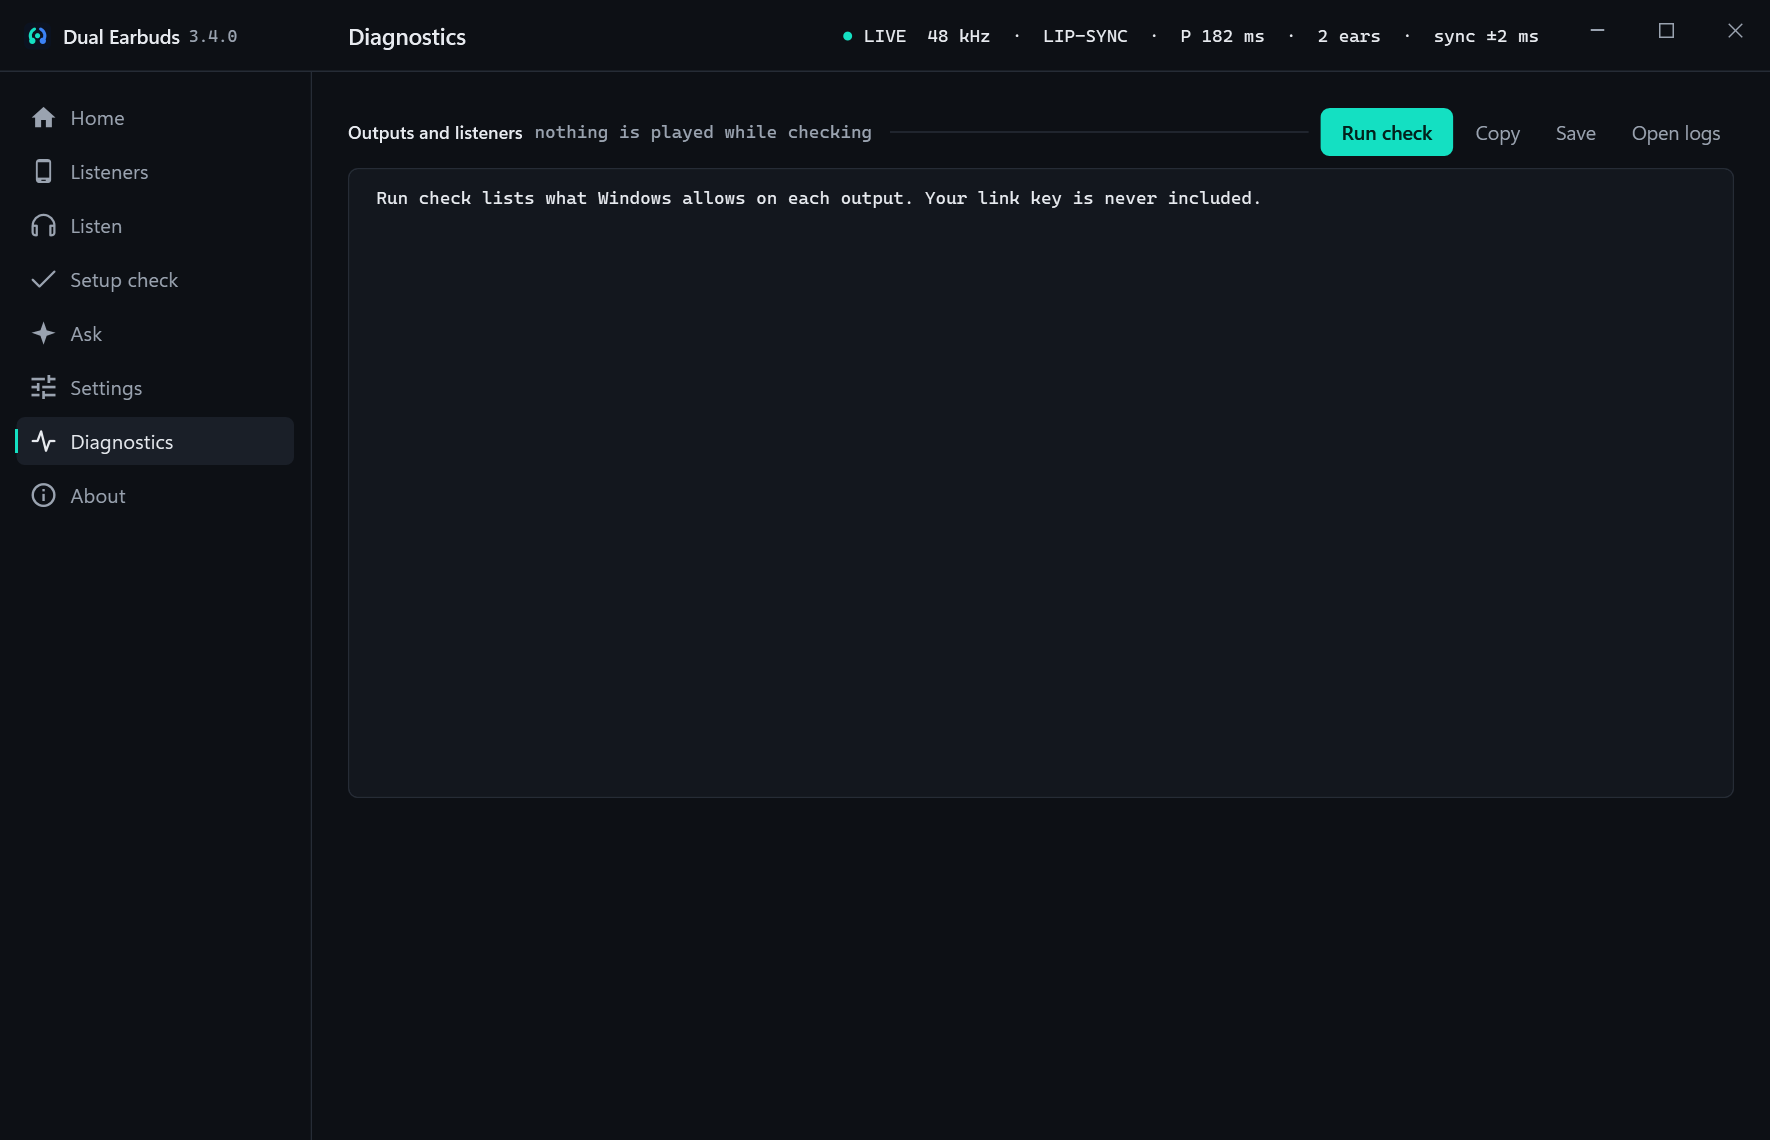 Dual Earbuds 3.4.0
Diagnostics
LIVE 48 kHz · LIP-SYNC · P 182 ms · 2 ears · sync ±2 ms
Home
Listeners
Listen
Setup check
Ask
Settings
Diagnostics
About
Outputs and listeners nothing is played while checking
Run check Copy Save Open logs
Run check lists what Windows allows on each output. Your link key is never included.